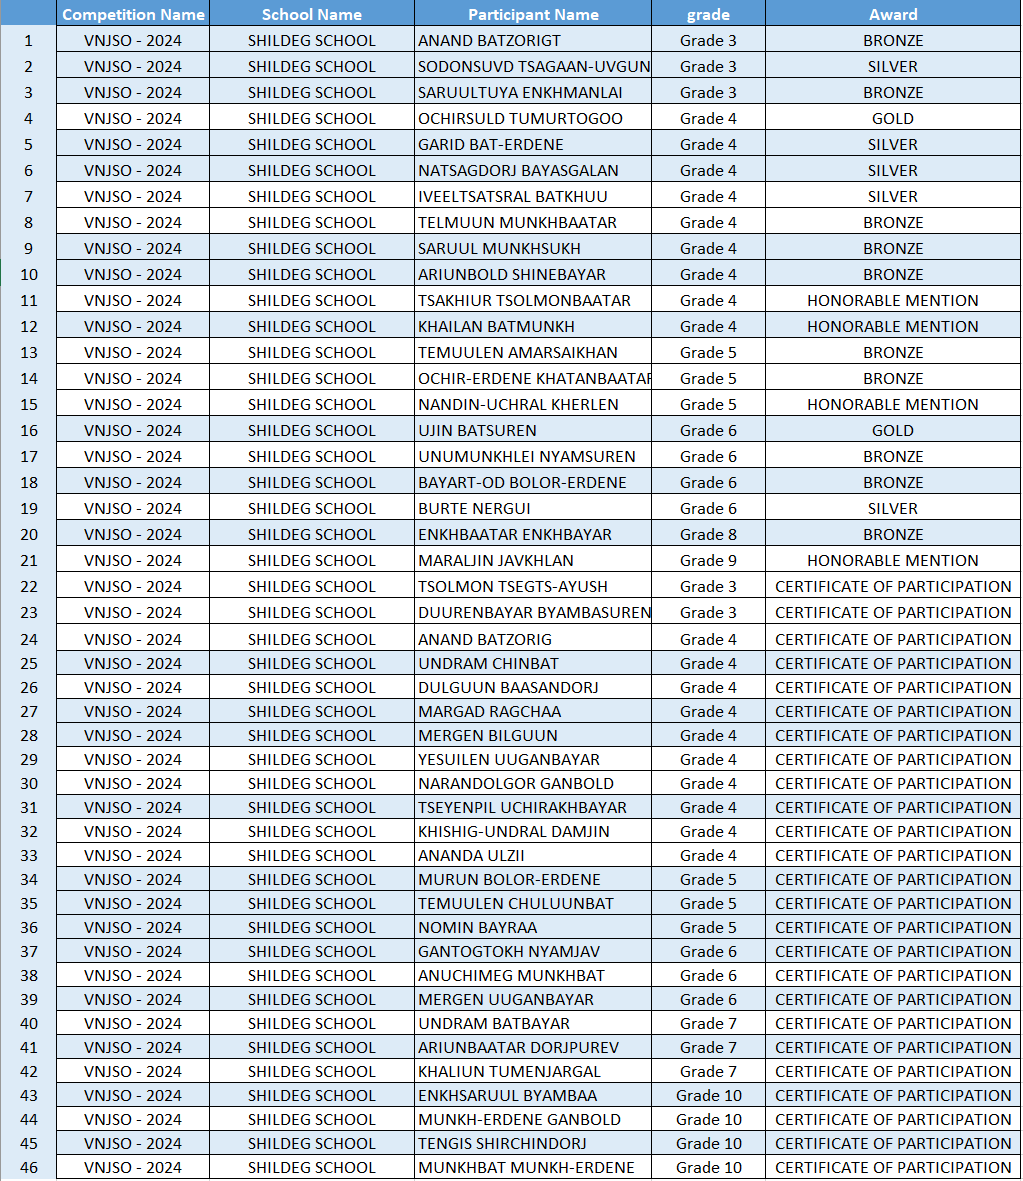 Competition Name School Name Participant Name grade Award
1 VNJSO - 2024 SHILDEG SCHOOL ANAND BATZORIGT Grade 3 BRONZE
2 VNJSO - 2024 SHILDEG SCHOOL SODONSUVD TSAGAAN-UVGUN Grade 3 SILVER
3 VNJSO - 2024 SHILDEG SCHOOL SARUULTUYA ENKHMANLAI Grade 3 BRONZE
4 VNJSO - 2024 SHILDEG SCHOOL OCHIRSULD TUMURTOGOO Grade 4 GOLD
5 VNJSO - 2024 SHILDEG SCHOOL GARID BAT-ERDENE Grade 4 SILVER
6 VNJSO - 2024 SHILDEG SCHOOL NATSAGDORJ BAYASGALAN Grade 4 SILVER
7 VNJSO - 2024 SHILDEG SCHOOL IVEELTSATSRAL BATKHUU Grade 4 SILVER
8 VNJSO - 2024 SHILDEG SCHOOL TELMUUN MUNKHBAATAR Grade 4 BRONZE
9 VNJSO - 2024 SHILDEG SCHOOL SARUUL MUNKHSUKH Grade 4 BRONZE
10 VNJSO - 2024 SHILDEG SCHOOL ARIUNBOLD SHINEBAYAR Grade 4 BRONZE
11 VNJSO - 2024 SHILDEG SCHOOL TSAKHIUR TSOLMONBAATAR Grade 4 HONORABLE MENTION
12 VNJSO - 2024 SHILDEG SCHOOL KHAILAN BATMUNKH Grade 4 HONORABLE MENTION
13 VNJSO - 2024 SHILDEG SCHOOL TEMUULEN AMARSAIKHAN Grade 5 BRONZE
14 VNJSO - 2024 SHILDEG SCHOOL OCHIR-ERDENE KHATANBAATAR Grade 5 BRONZE
15 VNJSO - 2024 SHILDEG SCHOOL NANDIN-UCHRAL KHERLEN Grade 5 HONORABLE MENTION
16 VNJSO - 2024 SHILDEG SCHOOL UJIN BATSUREN Grade 6 GOLD
17 VNJSO - 2024 SHILDEG SCHOOL UNUMUNKHLEI NYAMSUREN Grade 6 BRONZE
18 VNJSO - 2024 SHILDEG SCHOOL BAYART-OD BOLOR-ERDENE Grade 6 BRONZE
19 VNJSO - 2024 SHILDEG SCHOOL BURTE NERGUI Grade 6 SILVER
20 VNJSO - 2024 SHILDEG SCHOOL ENKHBAATAR ENKHBAYAR Grade 8 BRONZE
21 VNJSO - 2024 SHILDEG SCHOOL MARALJIN JAVKHLAN Grade 9 HONORABLE MENTION
22 VNJSO - 2024 SHILDEG SCHOOL TSOLMON TSEGTS-AYUSH Grade 3 CERTIFICATE OF PARTICIPATION
23 VNJSO - 2024 SHILDEG SCHOOL DUURENBAYAR BYAMBASUREN Grade 3 CERTIFICATE OF PARTICIPATION
24 VNJSO - 2024 SHILDEG SCHOOL ANAND BATZORIG Grade 4 CERTIFICATE OF PARTICIPATION
25 VNJSO - 2024 SHILDEG SCHOOL UNDRAM CHINBAT Grade 4 CERTIFICATE OF PARTICIPATION
26 VNJSO - 2024 SHILDEG SCHOOL DULGUUN BAASANDORJ Grade 4 CERTIFICATE OF PARTICIPATION
27 VNJSO - 2024 SHILDEG SCHOOL MARGAD RAGCHAA Grade 4 CERTIFICATE OF PARTICIPATION
28 VNJSO - 2024 SHILDEG SCHOOL MERGEN BILGUUN Grade 4 CERTIFICATE OF PARTICIPATION
29 VNJSO - 2024 SHILDEG SCHOOL YESUILEN UUGANBAYAR Grade 4 CERTIFICATE OF PARTICIPATION
30 VNJSO - 2024 SHILDEG SCHOOL NARANDOLGOR GANBOLD Grade 4 CERTIFICATE OF PARTICIPATION
31 VNJSO - 2024 SHILDEG SCHOOL TSEYENPIL UCHIRAKHBAYAR Grade 4 CERTIFICATE OF PARTICIPATION
32 VNJSO - 2024 SHILDEG SCHOOL KHISHIG-UNDRAL DAMJIN Grade 4 CERTIFICATE OF PARTICIPATION
33 VNJSO - 2024 SHILDEG SCHOOL ANANDA ULZII Grade 4 CERTIFICATE OF PARTICIPATION
34 VNJSO - 2024 SHILDEG SCHOOL MURUN BOLOR-ERDENE Grade 5 CERTIFICATE OF PARTICIPATION
35 VNJSO - 2024 SHILDEG SCHOOL TEMUULEN CHULUUNBAT Grade 5 CERTIFICATE OF PARTICIPATION
36 VNJSO - 2024 SHILDEG SCHOOL NOMIN BAYRAA Grade 5 CERTIFICATE OF PARTICIPATION
37 VNJSO - 2024 SHILDEG SCHOOL GANTOGTOKH NYAMJAV Grade 6 CERTIFICATE OF PARTICIPATION
38 VNJSO - 2024 SHILDEG SCHOOL ANUCHIMEG MUNKHBAT Grade 6 CERTIFICATE OF PARTICIPATION
39 VNJSO - 2024 SHILDEG SCHOOL MERGEN UUGANBAYAR Grade 6 CERTIFICATE OF PARTICIPATION
40 VNJSO - 2024 SHILDEG SCHOOL UNDRAM BATBAYAR Grade 7 CERTIFICATE OF PARTICIPATION
41 VNJSO - 2024 SHILDEG SCHOOL ARIUNBAATAR DORJPUREV Grade 7 CERTIFICATE OF PARTICIPATION
42 VNJSO - 2024 SHILDEG SCHOOL KHALIUN TUMENJARGAL Grade 7 CERTIFICATE OF PARTICIPATION
43 VNJSO - 2024 SHILDEG SCHOOL ENKHSARUUL BYAMBAA Grade 10 CERTIFICATE OF PARTICIPATION
44 VNJSO - 2024 SHILDEG SCHOOL MUNKH-ERDENE GANBOLD Grade 10 CERTIFICATE OF PARTICIPATION
45 VNJSO - 2024 SHILDEG SCHOOL TENGIS SHIRCHINDORJ Grade 10 CERTIFICATE OF PARTICIPATION
46 VNJSO - 2024 SHILDEG SCHOOL MUNKHBAT MUNKH-ERDENE Grade 10 CERTIFICATE OF PARTICIPATION